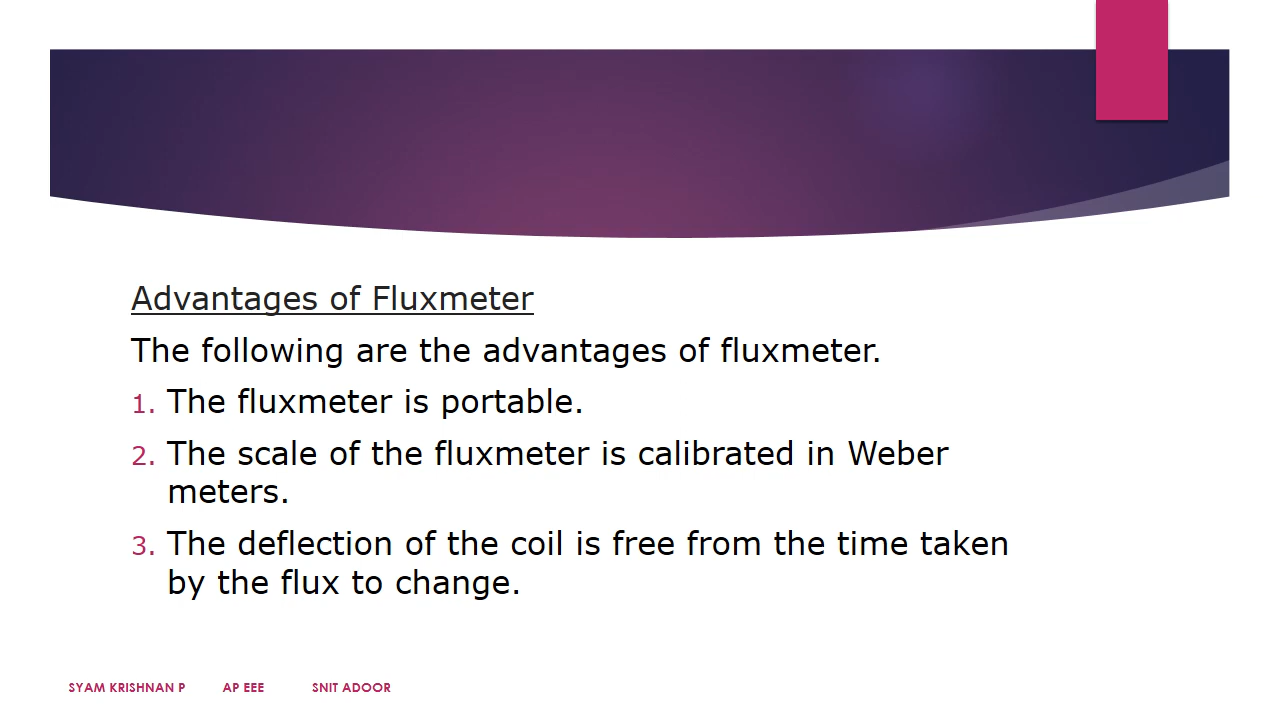 Advantages of Fluxmeter
The following are the advantages of fluxmeter.
1. The fluxmeter is portable.
2. The scale of the fluxmeter is calibrated in Weber
meters.
3. The deflection of the coil is free from the time taken
by the flux to change.
SYAM KRISHNAN P AP EEE SNIT ADOOR